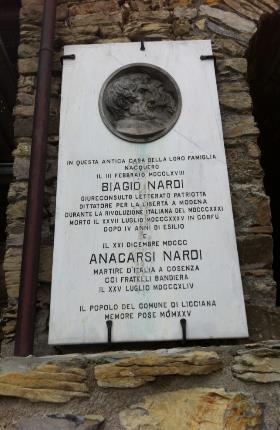 IN QUESTA ANTICA CASA DELLA LORO FAMIGLIA
NACQUERO
IL III FEBBRAIO MDCCLXVIII
BIAGIO NARDI
GIURECONSULTO LETTERATO PATRIOTTA
DITTATORE PER LA LIBERTÀ A MODENA
DURANTE LA RIVOLUZIONE ITALIANA DEL MDCCCXXXI
MORTO IL XXVII LUGLIO MDCCCXXXV IN CORFU
DOPO IV ANNI DI ESILIO
E
IL XXI DICEMBRE MDCCC
ANACARSI NARDI
MARTIRE D'ITALIA A COSENZA
COI FRATELLI BANDIERA
IL XXV LUGLIO MDCCCXLIV
IL POPOLO DEL COMUNE DI LICCIANA
MEMORE POSE MCMXXV